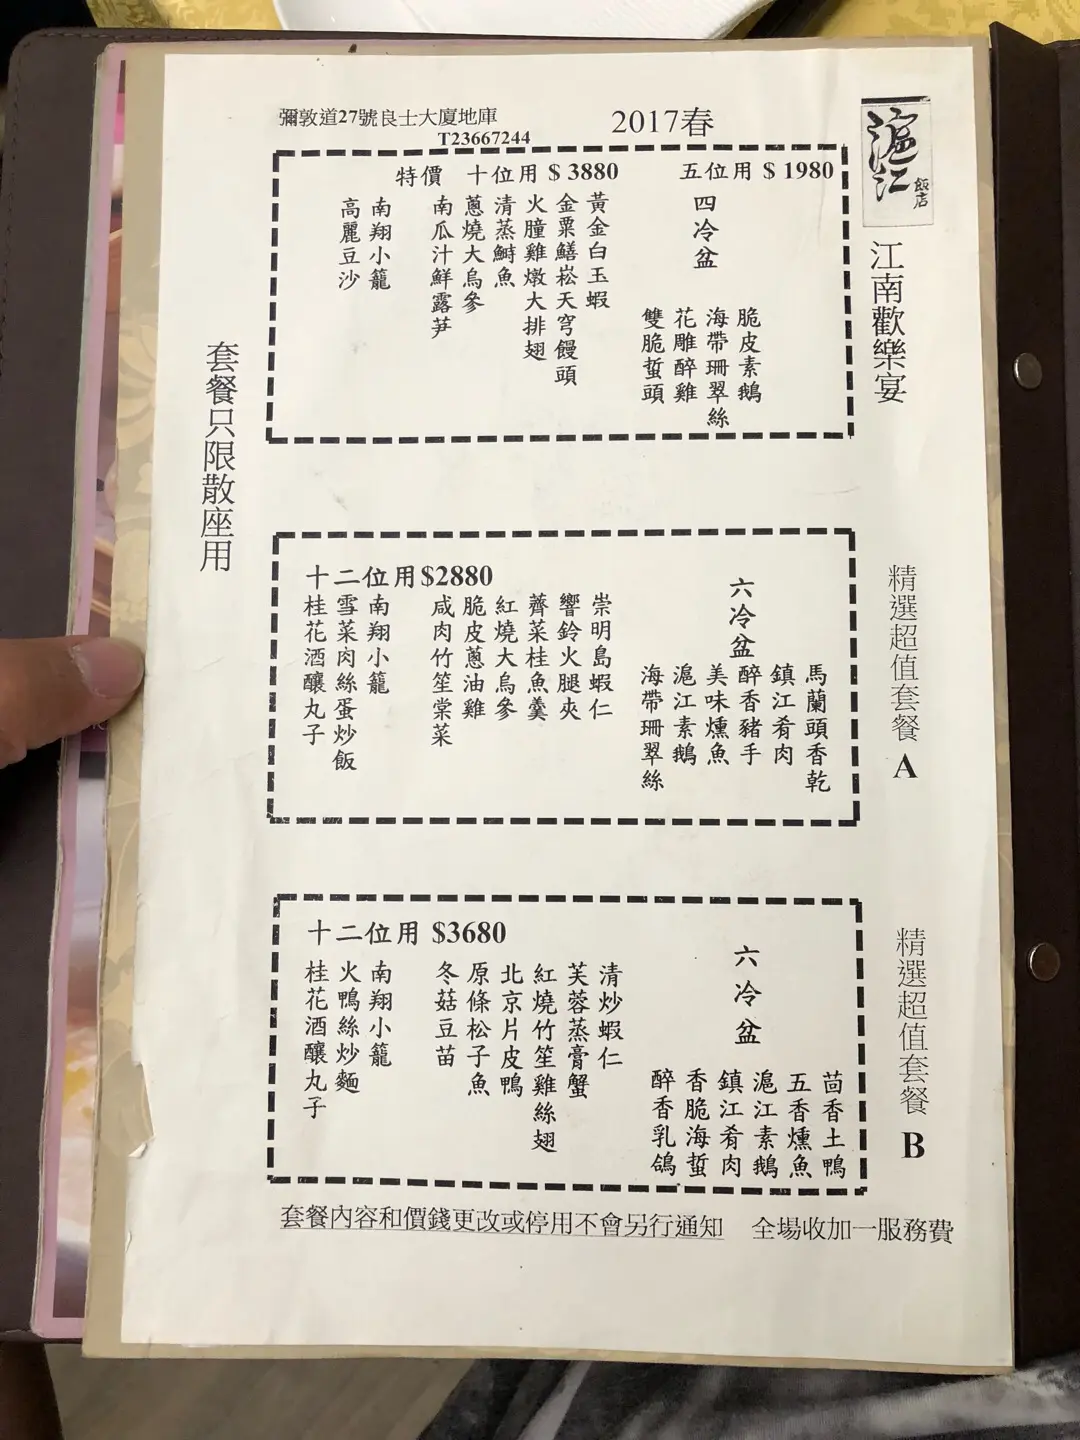 彌敦道27號良士大廈地庫
T23667244
2017春
滬江
飯店
江南歡樂宴
五位用 $ 1980
特價 十位用 $ 3880
四冷盆
脆皮素鵝
海帶珊翠絲
花雕醉雞
雙脆蜇頭
黃金白玉蝦
金粟鱔崧天穹饅頭
火朣雞燉大排翅
清蒸鰣魚
蔥燒大烏參
南瓜汁鮮露筍
南翔小籠
高麗豆沙
套餐只限散座用
精選超值套餐 A
十二位用$2880
六冷盆
馬蘭頭香乾
鎮江肴肉
醉香豬手
美味燻魚
滬江素鵝
海帶珊翠絲
崇明島蝦仁
響鈴火腿夾
薺菜桂魚羹
紅燒大烏參
脆皮蔥油雞
咸肉竹笙棠菜
南翔小籠
雪菜肉絲蛋炒飯
桂花酒釀丸子
精選超值套餐 B
十二位用 $3680
六冷盆
茴香土鴨
五香燻魚
滬江素鵝
鎮江肴肉
香脆海蜇
醉香乳鴿
清炒蝦仁
芙蓉蒸膏蟹
紅燒竹笙雞絲翅
北京片皮鴨
原條松子魚
冬菇豆苗
南翔小籠
火鴨絲炒麵
桂花酒釀丸子
套餐內容和價錢更改或停用不會另行通知 全場收加一服務費